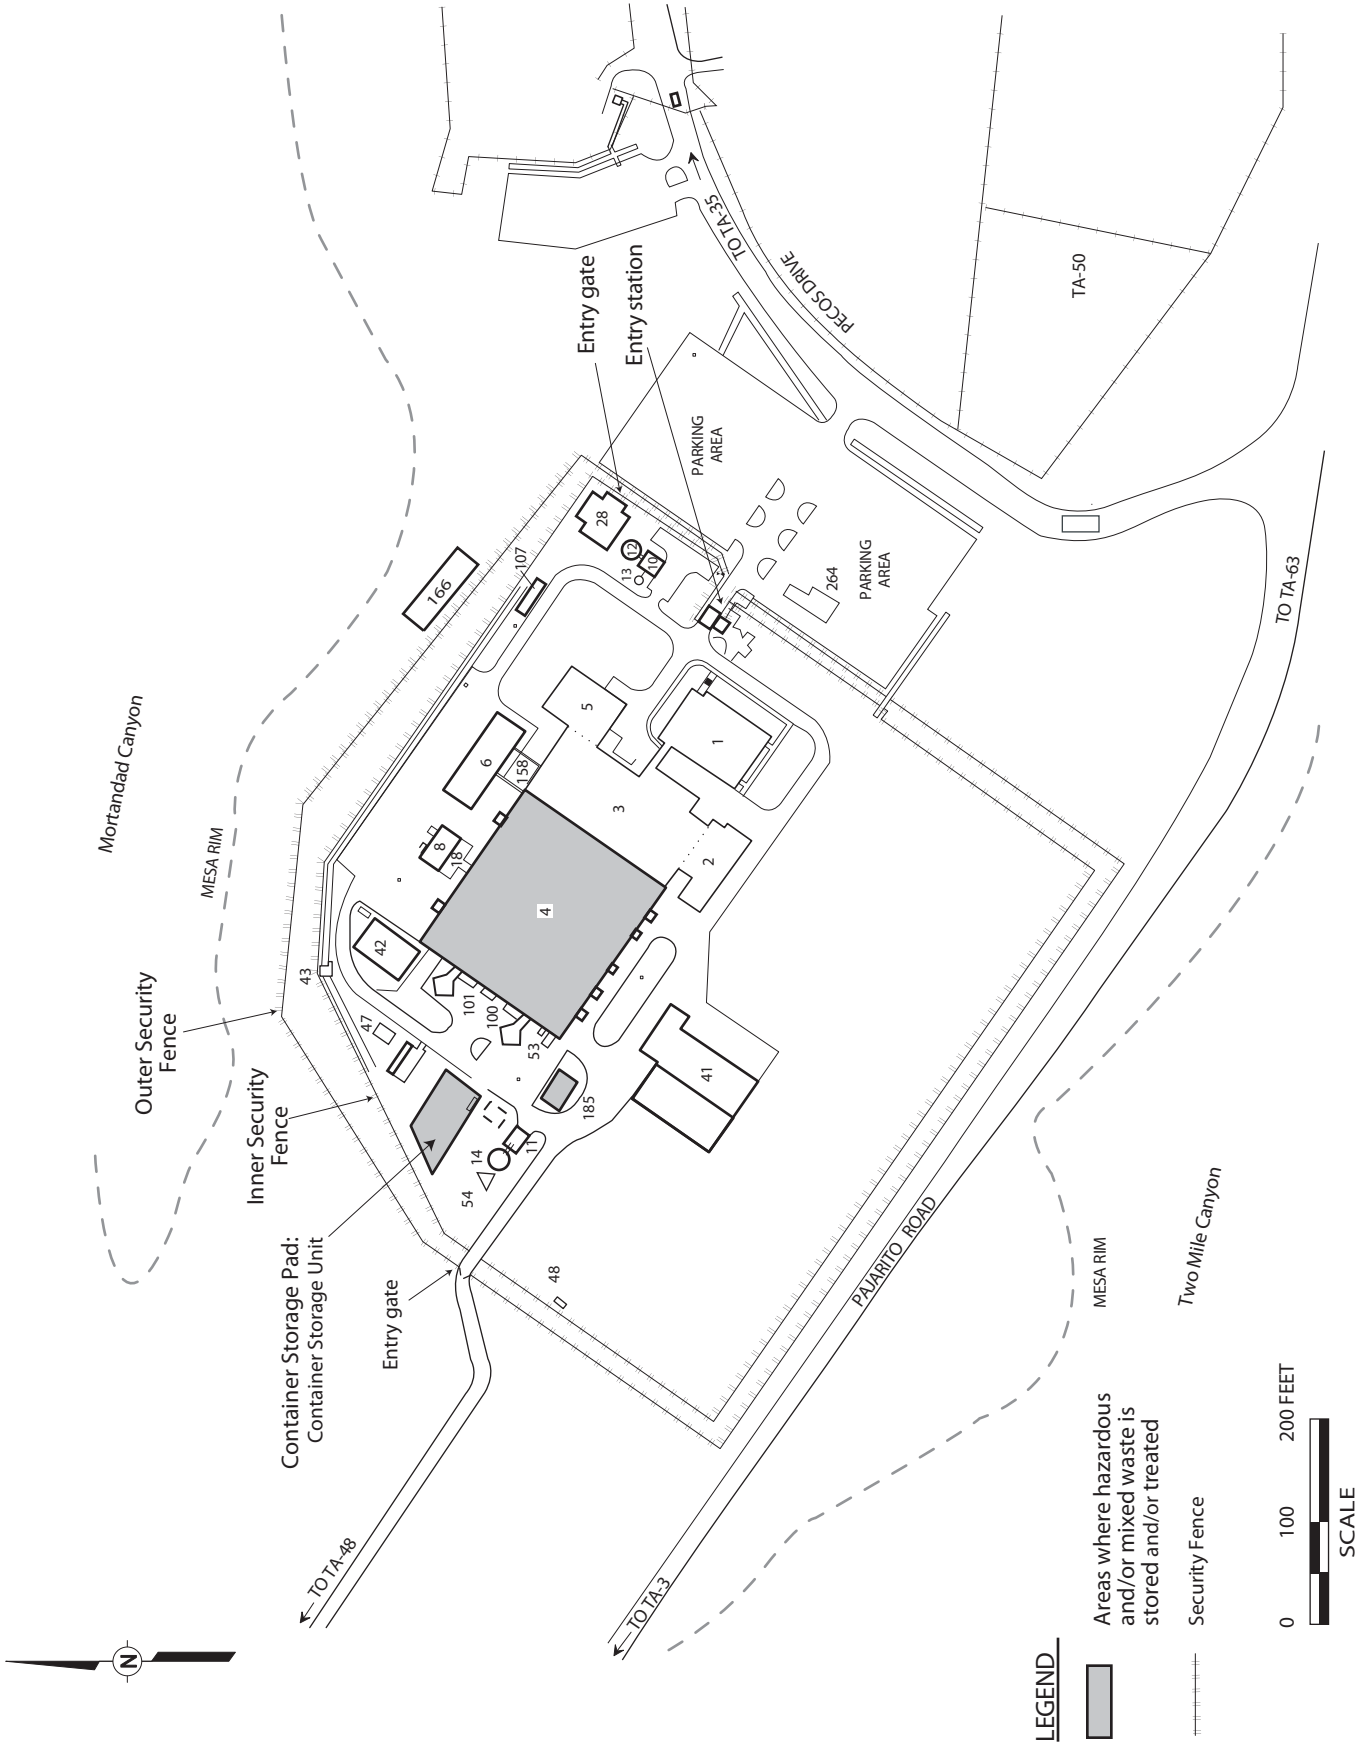 Mortandad Canyon
MESA RIM
Outer Security
Fence
Inner Security
Fence
Container Storage Pad:
Container Storage Unit
Entry gate
TO TA-48
N
43
42
47
101
100
53
54
14
11
185
48
41
4
8
18
6
158
5
3
2
1
166
107
28
12
13
10
264
Entry gate
Entry station
PARKING
AREA
PARKING
AREA
TO TA-35
PECOS DRIVE
TA-50
TO TA-63
PAJARITO ROAD
TO TA-3
MESA RIM
Two Mile Canyon
LEGEND
Areas where hazardous
and/or mixed waste is
stored and/or treated
Security Fence
0 100 200 FEET
SCALE